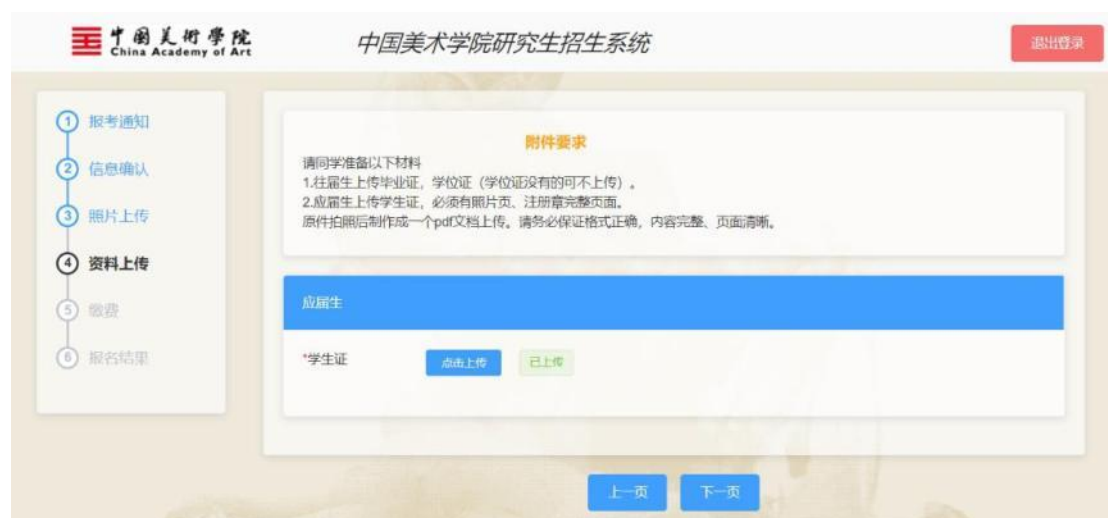 中国美术学院
China Academy of Art
中国美术学院研究生招生系统
退出登录
1 报考通知
2 信息确认
3 照片上传
4 资料上传
5 缴费
6 报名结果
附件要求
请同学准备以下材料
1.往届生上传毕业证，学位证（学位证没有的可不上传）。
2.应届生上传学生证，必须有照片页、注册章完整页面。
原件拍照后制作成一个pdf文档上传。请务必保证格式正确，内容完整、页面清晰。
应届生
*学生证 点击上传 已上传
上一页 下一页